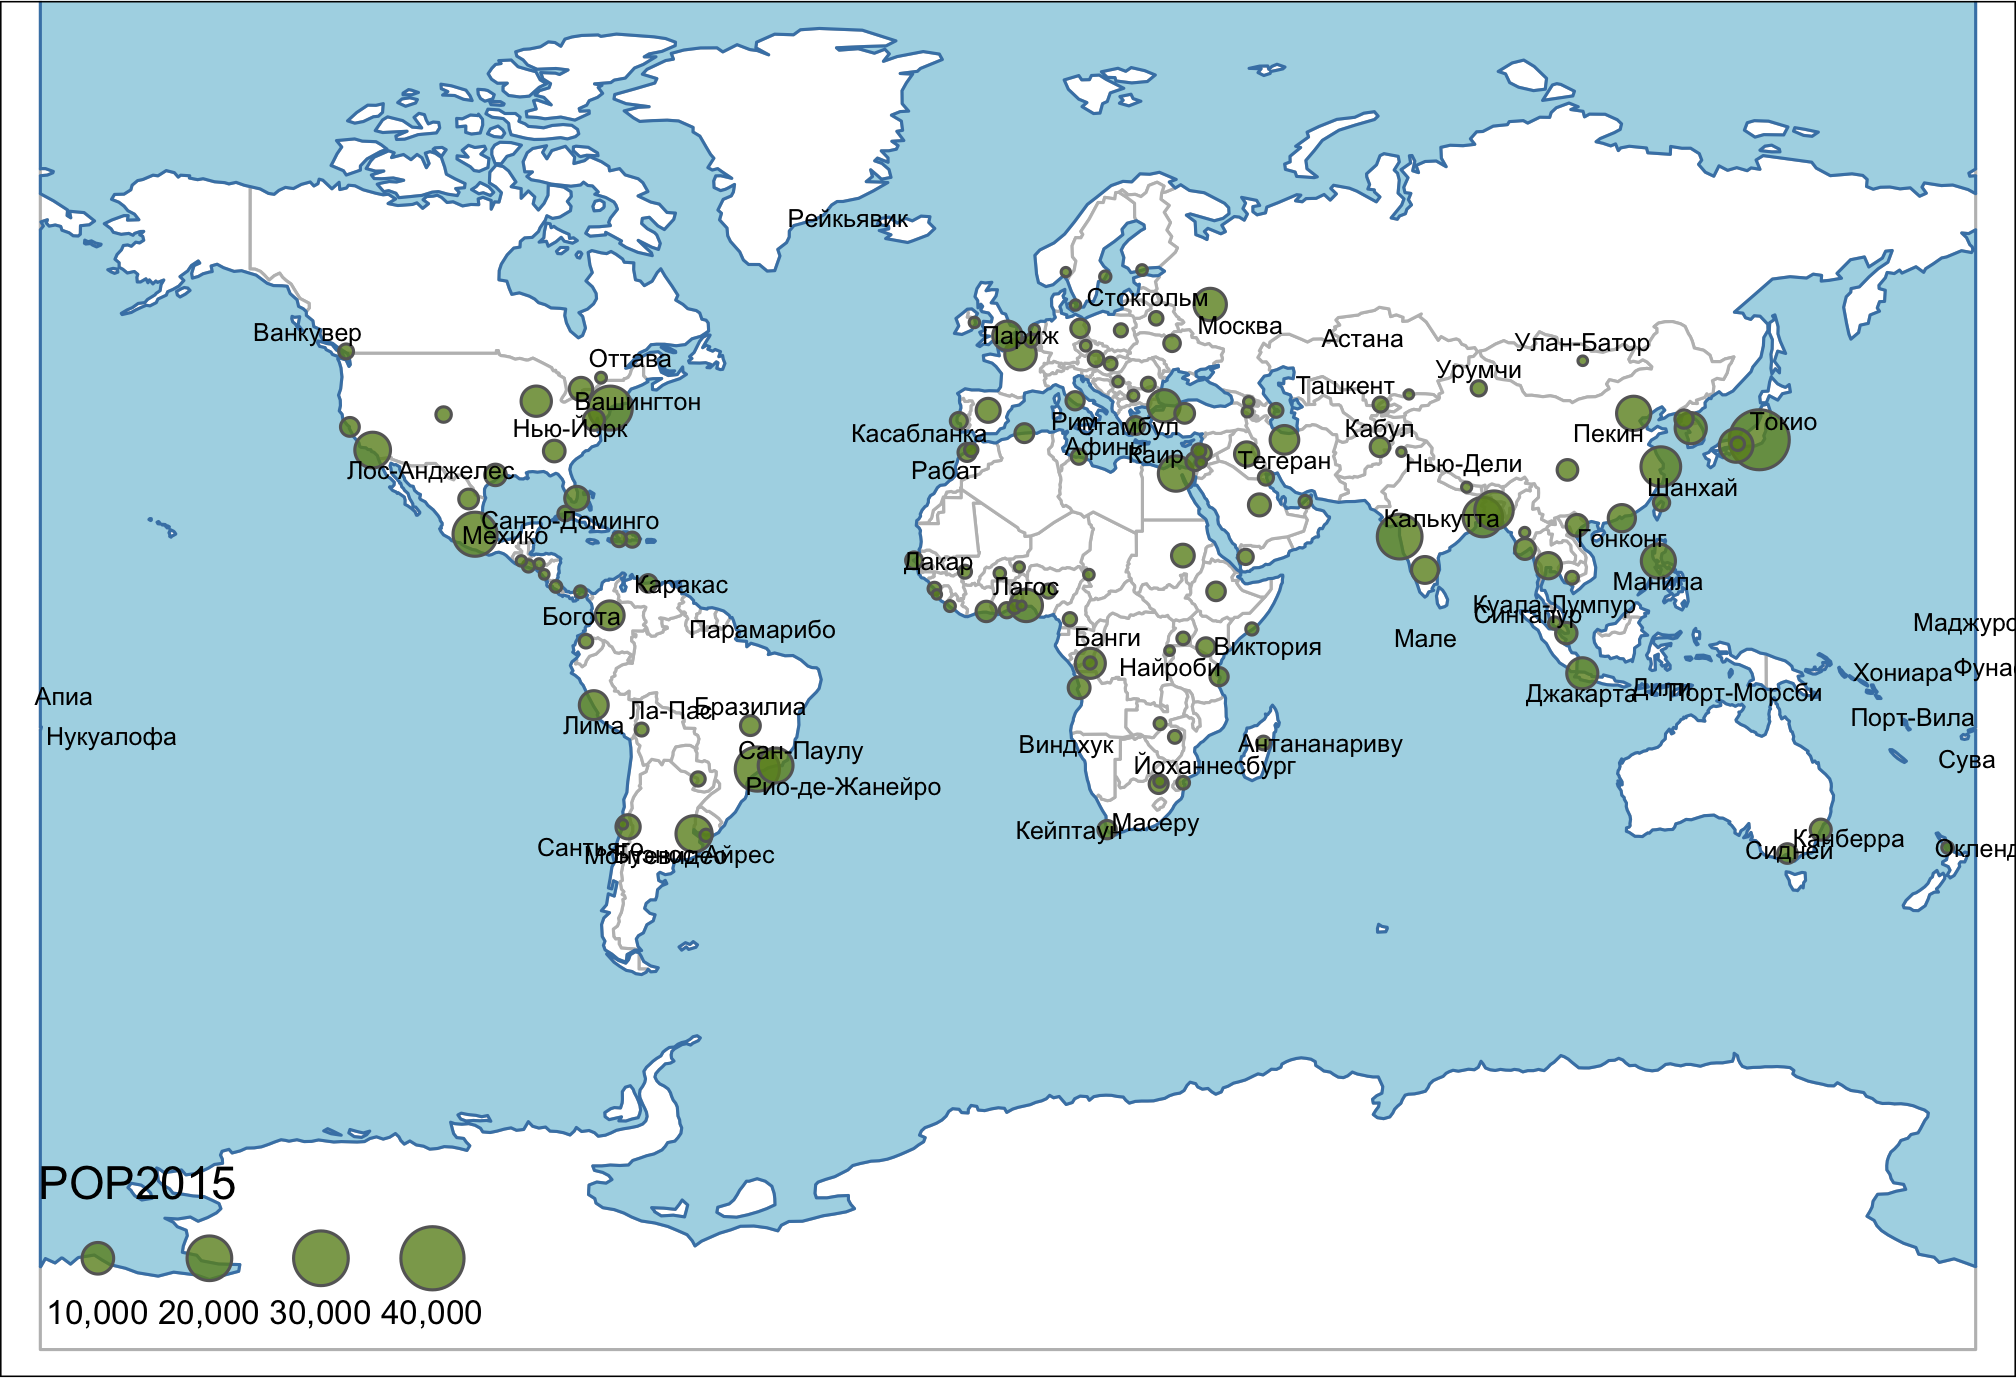 Рейкьявик
Стокгольм
Москва
Ванкувер
Париж
Астана
Улан-Батор
Оттава
Урумчи
Ташкент
Вашингтон
Нью-Йорк
Касабланка
Рим
Стамбул
Кабул
Пекин
Токио
Афины
Каир
Рабат
Лос-Анджелес
Тегеран
Нью-Дели
Шанхай
Санто-Доминго
Мехико
Калькутта
Гонконг
Дакар
Манила
Каракас
Лагос
Богота
Куала-Лумпур
Сингапур
Парамарибо
Банги
Виктория
Мале
Маджуро
Найроби
Хониара
Фуна
Апиа
Джакарта
Дили
Порт-Морсби
Ла-Пас
Бразилиа
Лима
Порт-Вила
Нукуалофа
Виндхук
Антананариву
Сан-Паулу
Йоханнесбург
Сува
Рио-де-Жанейро
Кейптаун
Масеру
Канберра
Сидней
Окленд
Сантьяго
Монтевидео
Буэнос-Айрес
POP2015
10,000 20,000 30,000 40,000